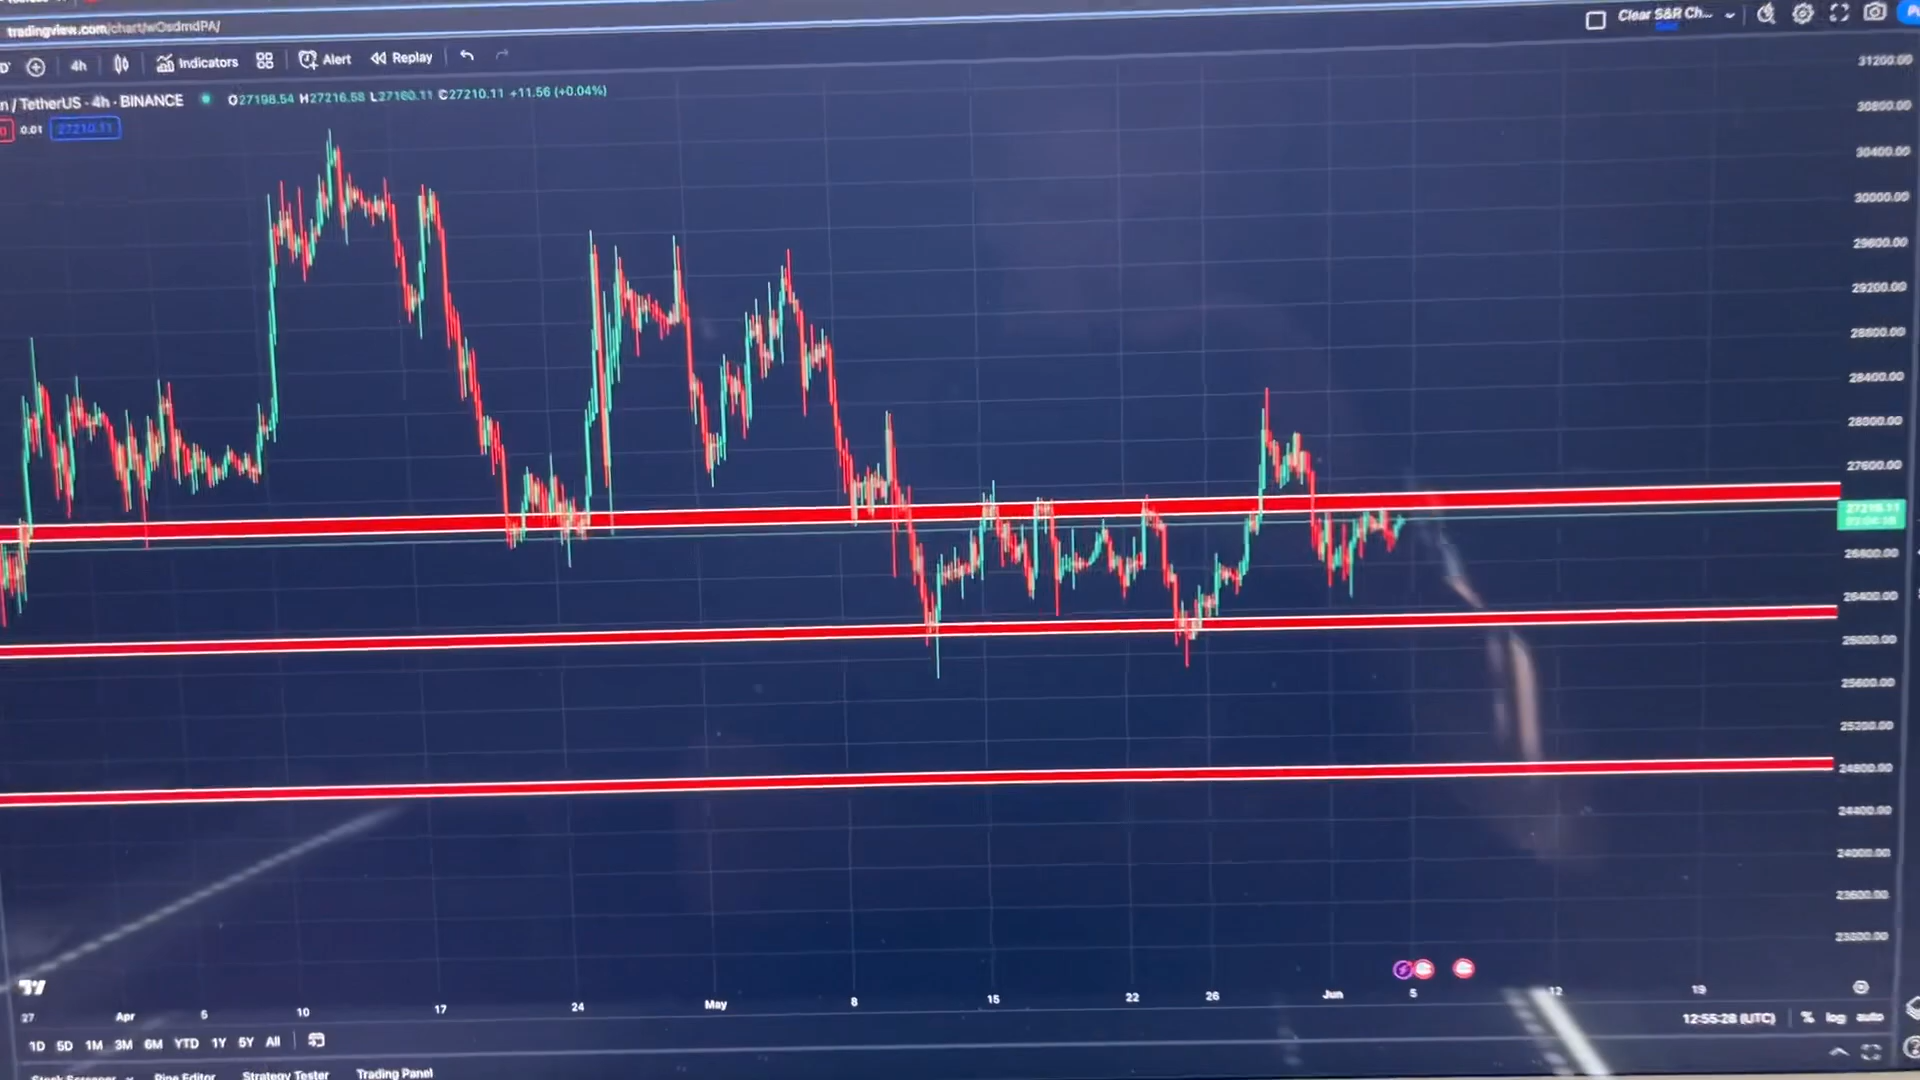 tradingview.com/chart/wOsdmdPA/
Clear S&R Ch...
4h Indicators Alert Replay
n / TetherUS · 4h · BINANCE O27198.54 H27216.58 L27160.11 C27210.11 +11.56 (+0.04%)
0.01 27210.11
31200.00
30800.00
30400.00
30000.00
29600.00
29200.00
28800.00
28400.00
28000.00
27600.00
27210.11
26800.00
26400.00
26000.00
25600.00
25200.00
24800.00
24400.00
24000.00
23600.00
27 Apr 5 10 17 24 May 8 15 22 26 Jun 5 12 19
1D 5D 1M 3M 6M YTD 1Y 5Y All
12:55:28 (UTC) % log auto
Stock Screener Pine Editor Strategy Tester Trading Panel